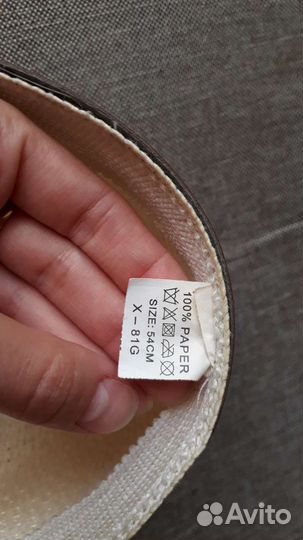 100% PAPER
SIZE: 54CM
X-81G
Avito